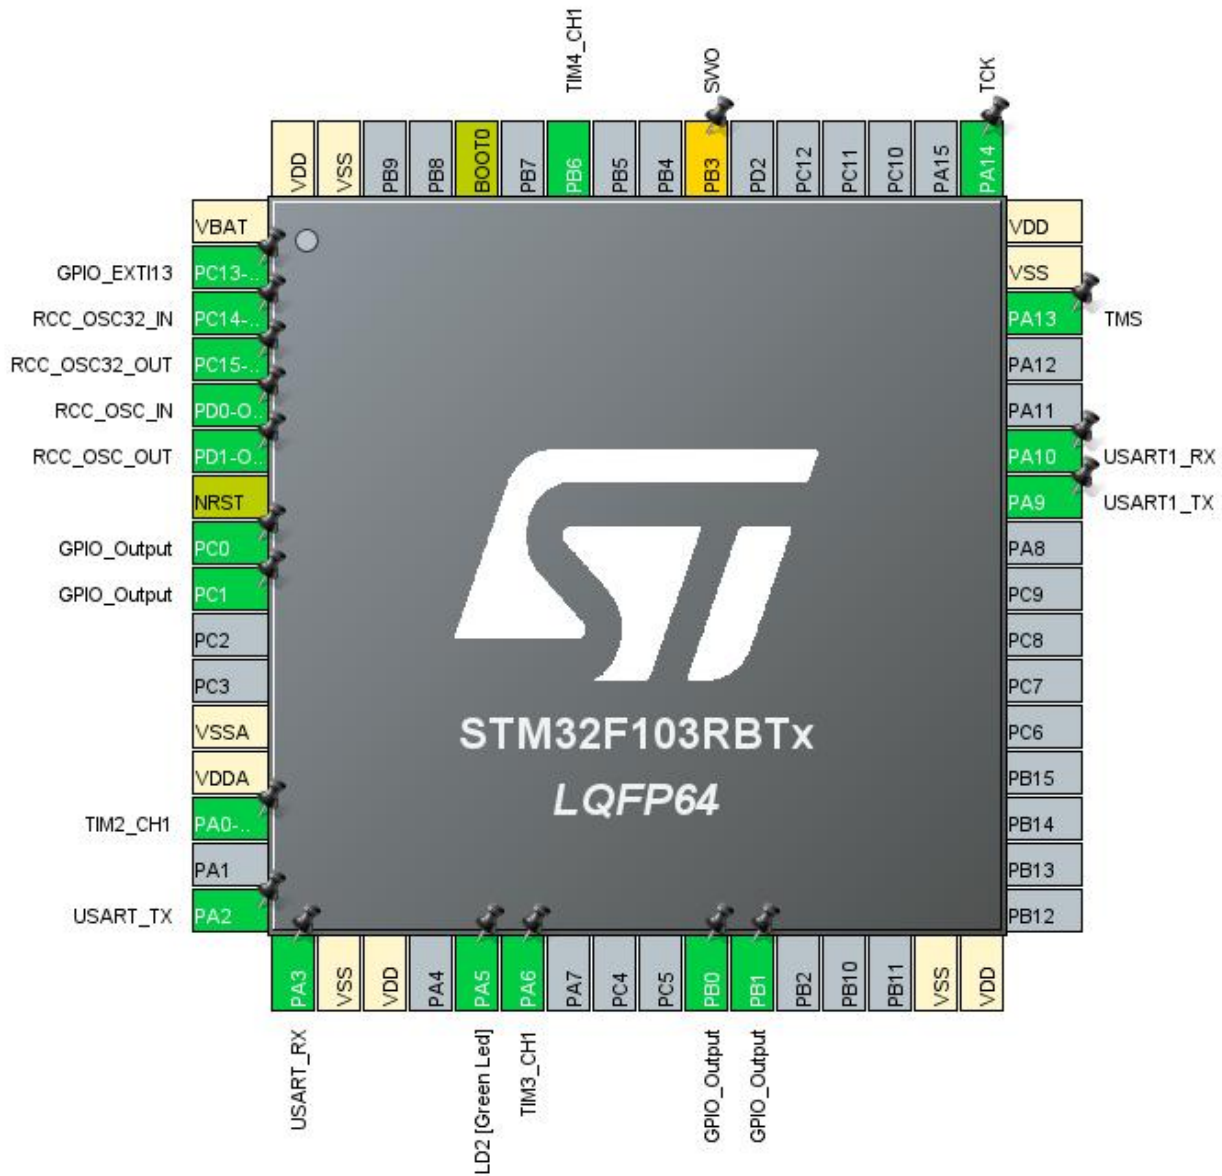 TIM4_CH1
SWO
TCK
VDD
VSS
PB9
PB8
BOOT0
PB7
PB6
PB5
PB4
PB3
PD2
PC12
PC11
PC10
PA15
PA14
VBAT
GPIO_EXTI13 PC13-..
RCC_OSC32_IN PC14-..
RCC_OSC32_OUT PC15-..
RCC_OSC_IN PD0-O..
RCC_OSC_OUT PD1-O..
NRST
GPIO_Output PC0
GPIO_Output PC1
PC2
PC3
VSSA
VDDA
TIM2_CH1 PA0-..
PA1
USART_TX PA2
STM32F103RBTx
LQFP64
VDD
VSS
PA13 TMS
PA12
PA11
PA10 USART1_RX
PA9 USART1_TX
PA8
PC9
PC8
PC7
PC6
PB15
PB14
PB13
PB12
PA3
VSS
VDD
PA4
PA5
PA6
PA7
PC4
PC5
PB0
PB1
PB2
PB10
PB11
VSS
VDD
USART_RX
LD2 [Green Led]
TIM3_CH1
GPIO_Output
GPIO_Output